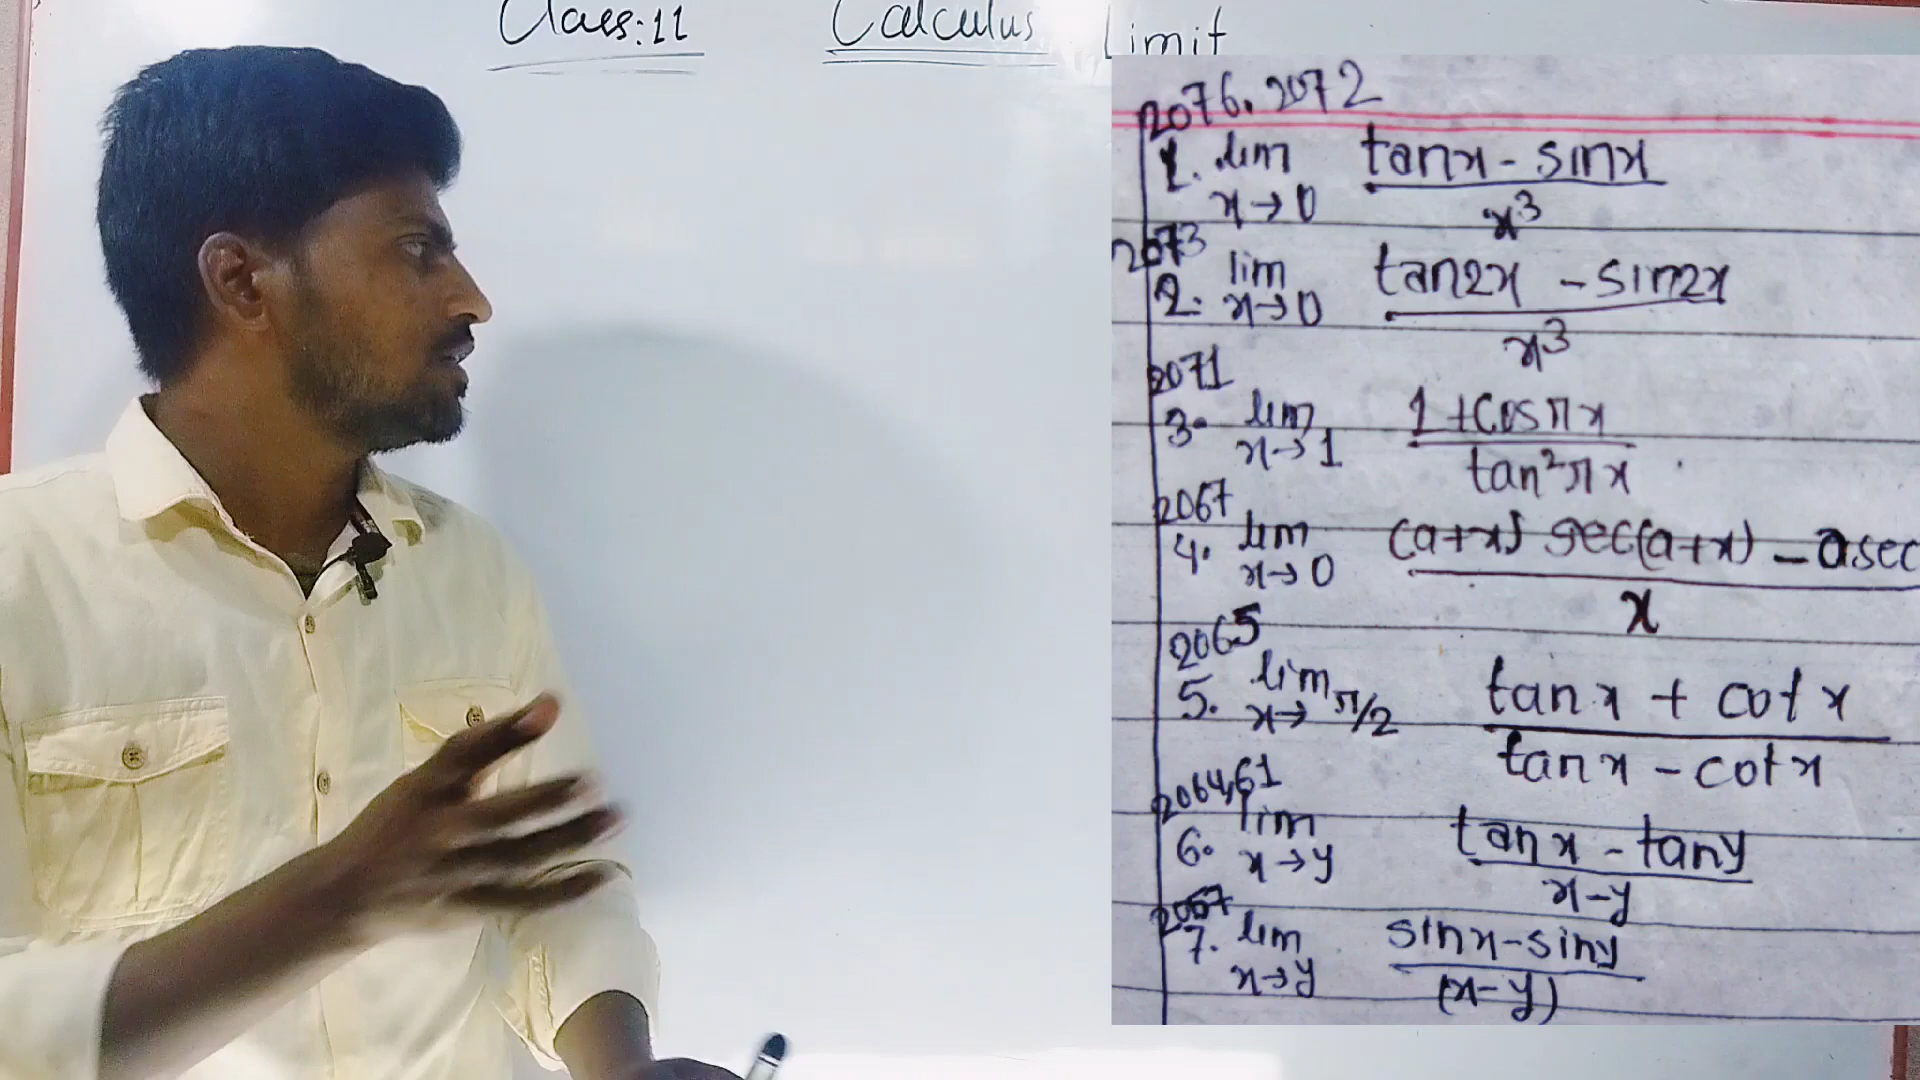 Class:11 Calculus Limit
2076, 2072
1. lim x→0 (tanx - sinx)/x³
2073
2. lim x→0 (tan2x - sin2x)/x³
2071
3. lim x→1 (1+cosπx)/tan²πx
2067
4. lim x→0 ((a+x) sec(a+x) - asec)/x
2065
5. lim x→π/2 (tanx + cotx)/(tanx - cotx)
2064,61
6. lim x→y (tanx - tany)/(x-y)
7. lim x→y (sinx - siny)/(x-y)